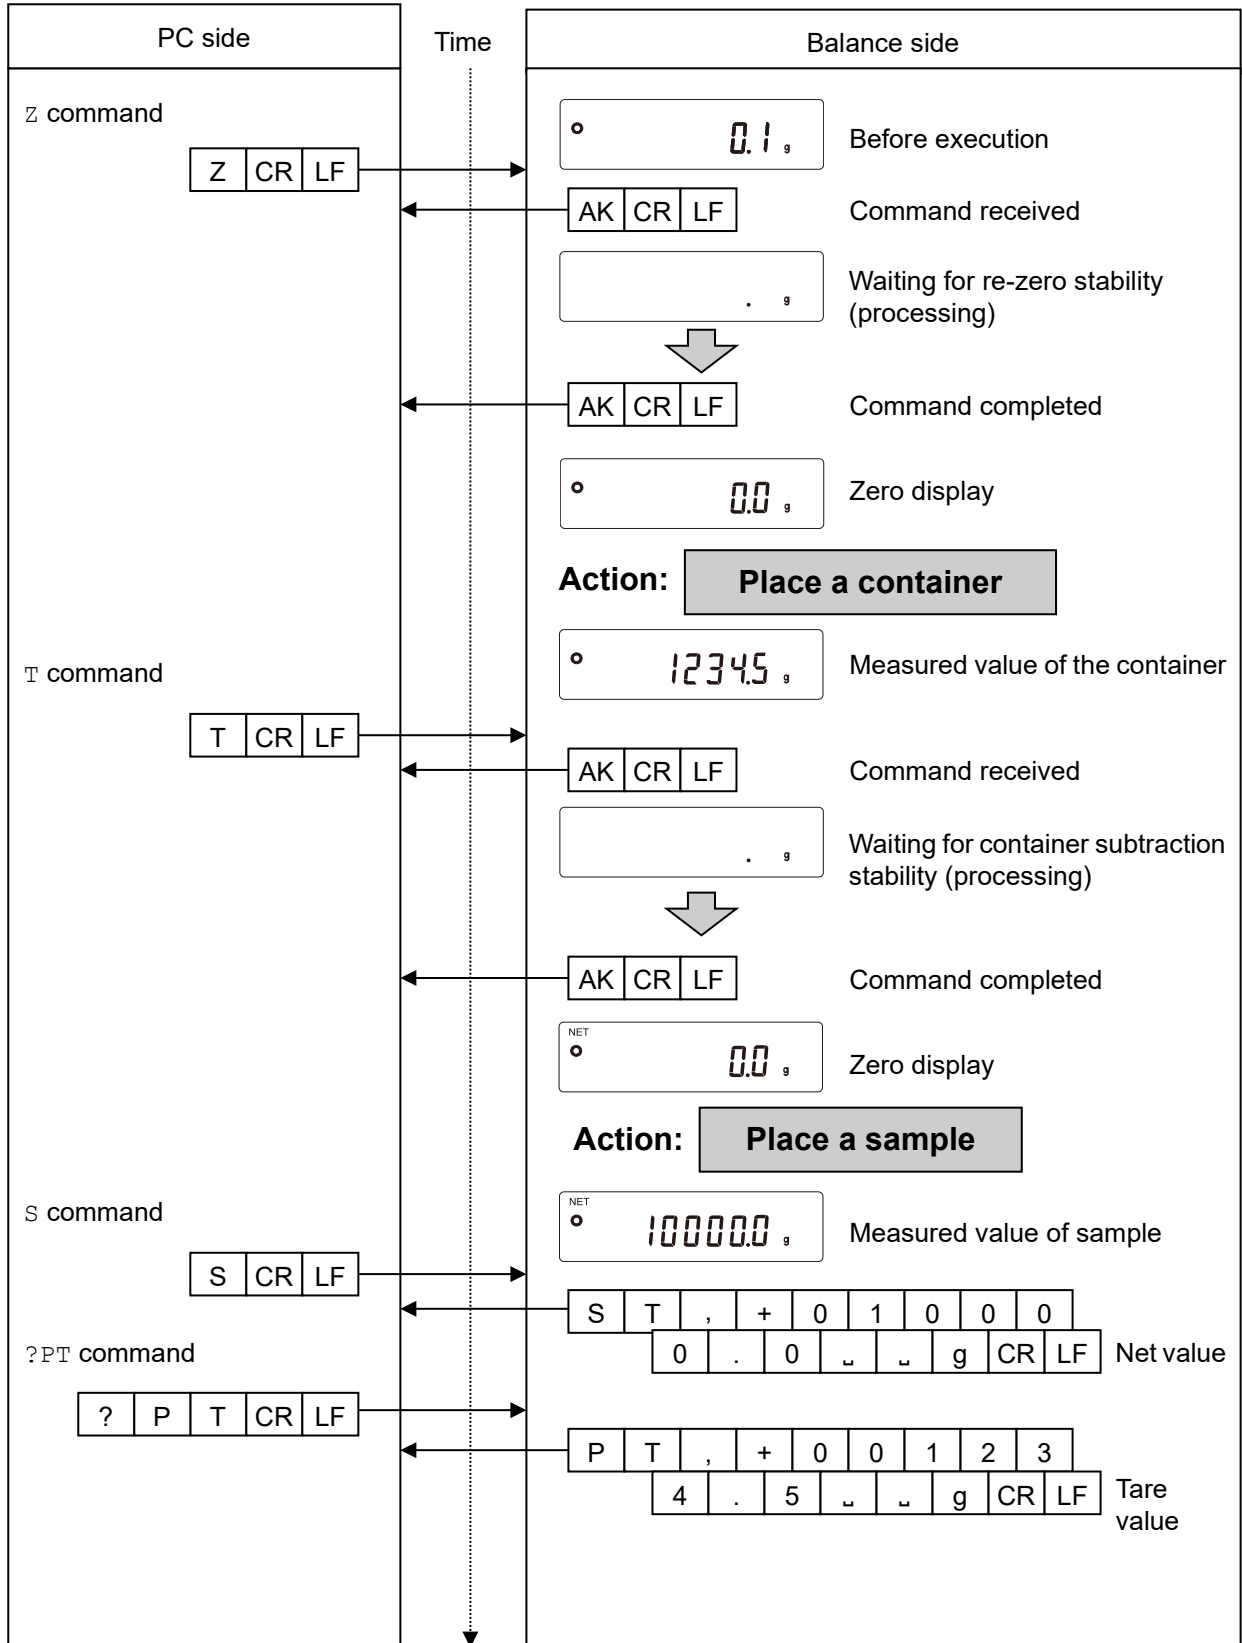 PC side
Time
Balance side
Z command
0.1 g
Before execution
Z CR LF
AK CR LF
Command received
. g
Waiting for re-zero stability
(processing)
AK CR LF
Command completed
0.0 g
Zero display
Action: Place a container
1234.5 g
Measured value of the container
T command
T CR LF
AK CR LF
Command received
. g
Waiting for container subtraction
stability (processing)
AK CR LF
Command completed
NET
0.0 g
Zero display
Action: Place a sample
S command
NET
10000.0 g
Measured value of sample
S CR LF
S T , + 0 1 0 0 0
0 . 0 ␣ ␣ g CR LF Net value
?PT command
? P T CR LF
P T , + 0 0 1 2 3
4 . 5 ␣ ␣ g CR LF Tare
value